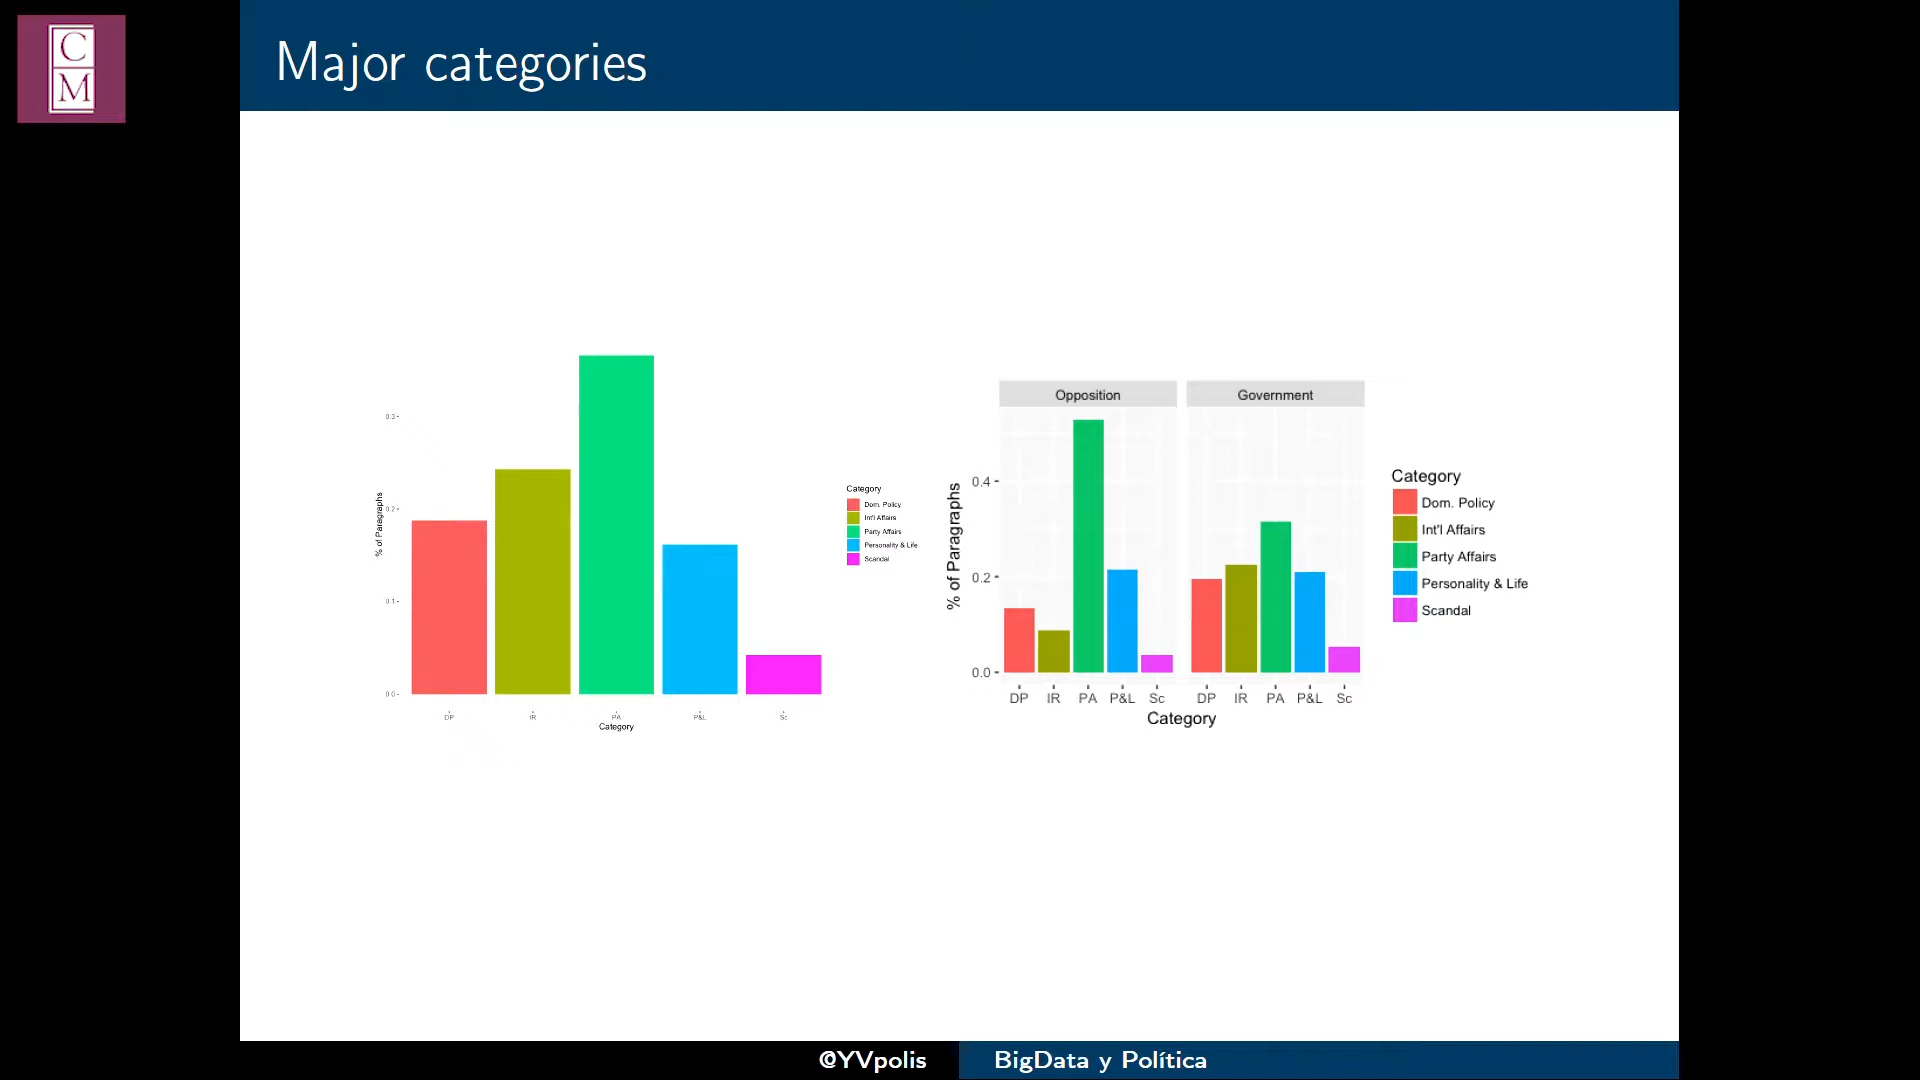 C
M
Major categories
% of Paragraphs
0.3
0.2
0.1
0.0
DP IR PA P&L Sc
Category
Category
Dom. Policy
Int'l Affairs
Party Affairs
Personality & Life
Scandal
Opposition Government
% of Paragraphs
0.4
0.2
0.0
DP IR PA P&L Sc DP IR PA P&L Sc
Category
Category
Dom. Policy
Int'l Affairs
Party Affairs
Personality & Life
Scandal
@YVpolis BigData y Política